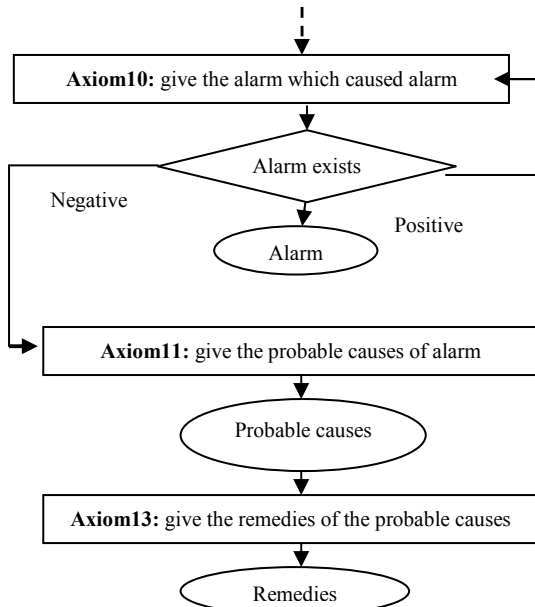 Axiom10: give the alarm which caused alarm
Alarm exists
Negative
Positive
Alarm
Axiom11: give the probable causes of alarm
Probable causes
Axiom13: give the remedies of the probable causes
Remedies